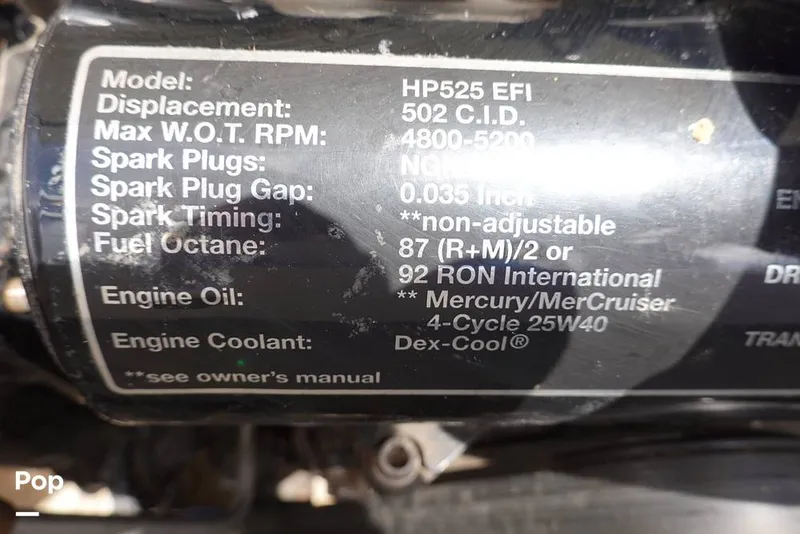 Model: HP525 EFI
Displacement: 502 C.I.D.
Max W.O.T. RPM: 4800-5200
Spark Plugs:
Spark Plug Gap: 0.035 Inch
Spark Timing: **non-adjustable
Fuel Octane: 87 (R+M)/2 or
92 RON International
Engine Oil: ** Mercury/MerCruiser
4-Cycle 25W40
Engine Coolant: Dex-Cool®
**see owner's manual
Pop